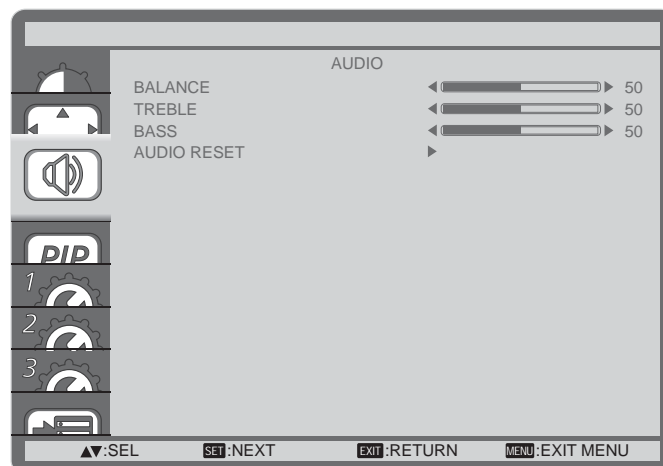 AUDIO
BALANCE 50
TREBLE 50
BASS 50
AUDIO RESET
PIP
1
2
3
▲▼:SEL SET:NEXT EXIT:RETURN MENU:EXIT MENU